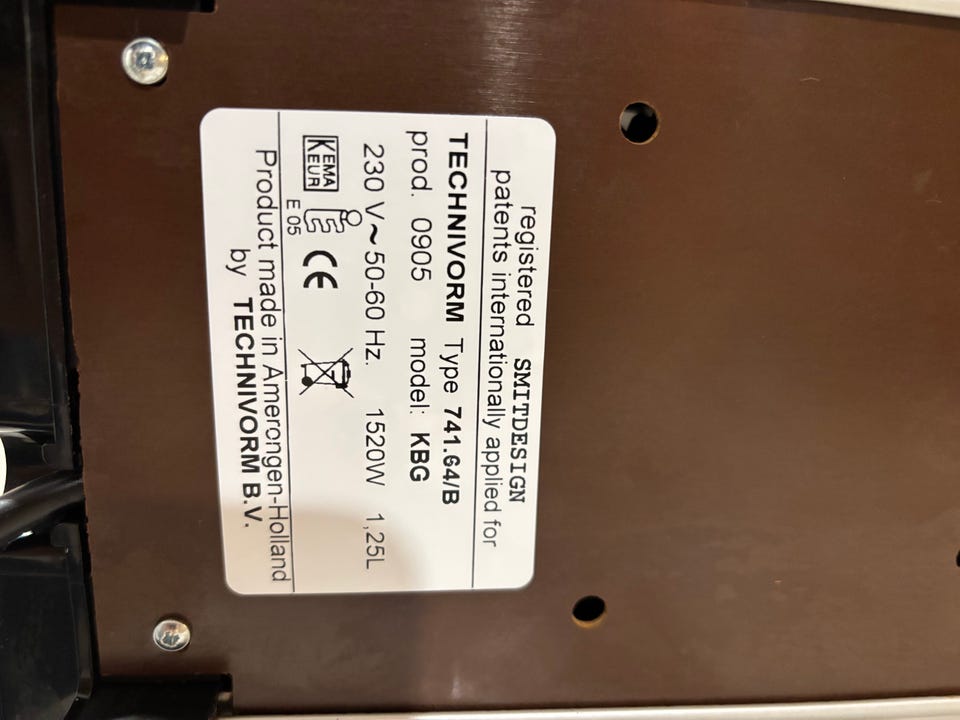 registered SMITDESIGN
patents internationally applied for
TECHNIVORM Type 741.64/B
prod. 0905 model: KBG
230 V~50-60 Hz. 1520W 1,25L
KEMA
KEUR
E
E 05
CE
Product made in Amerongen-Holland
by TECHNIVORM B.V.